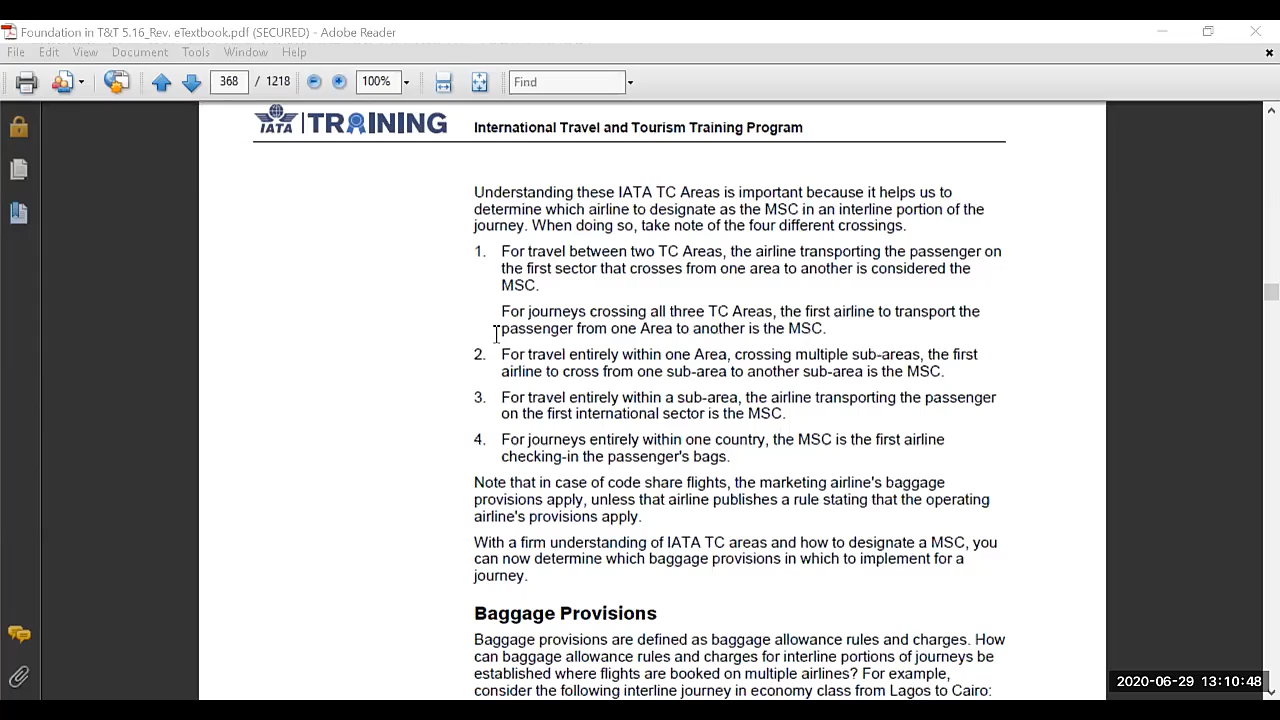 Foundation in T&T 5.16_Rev. eTextbook.pdf (SECURED) - Adobe Reader
File Edit View Document Tools Window Help
368 / 1218 100% Find
IATA TRAINING International Travel and Tourism Training Program
Understanding these IATA TC Areas is important because it helps us to
determine which airline to designate as the MSC in an interline portion of the
journey. When doing so, take note of the four different crossings.
1. For travel between two TC Areas, the airline transporting the passenger on
the first sector that crosses from one area to another is considered the
MSC.
For journeys crossing all three TC Areas, the first airline to transport the
passenger from one Area to another is the MSC.
2. For travel entirely within one Area, crossing multiple sub-areas, the first
airline to cross from one sub-area to another sub-area is the MSC.
3. For travel entirely within a sub-area, the airline transporting the passenger
on the first international sector is the MSC.
4. For journeys entirely within one country, the MSC is the first airline
checking-in the passenger's bags.
Note that in case of code share flights, the marketing airline's baggage
provisions apply, unless that airline publishes a rule stating that the operating
airline's provisions apply.
With a firm understanding of IATA TC areas and how to designate a MSC, you
can now determine which baggage provisions in which to implement for a
journey.
Baggage Provisions
Baggage provisions are defined as baggage allowance rules and charges. How
can baggage allowance rules and charges for interline portions of journeys be
established where flights are booked on multiple airlines? For example,
consider the following interline journey in economy class from Lagos to Cairo:
2020-06-29 13:10:48